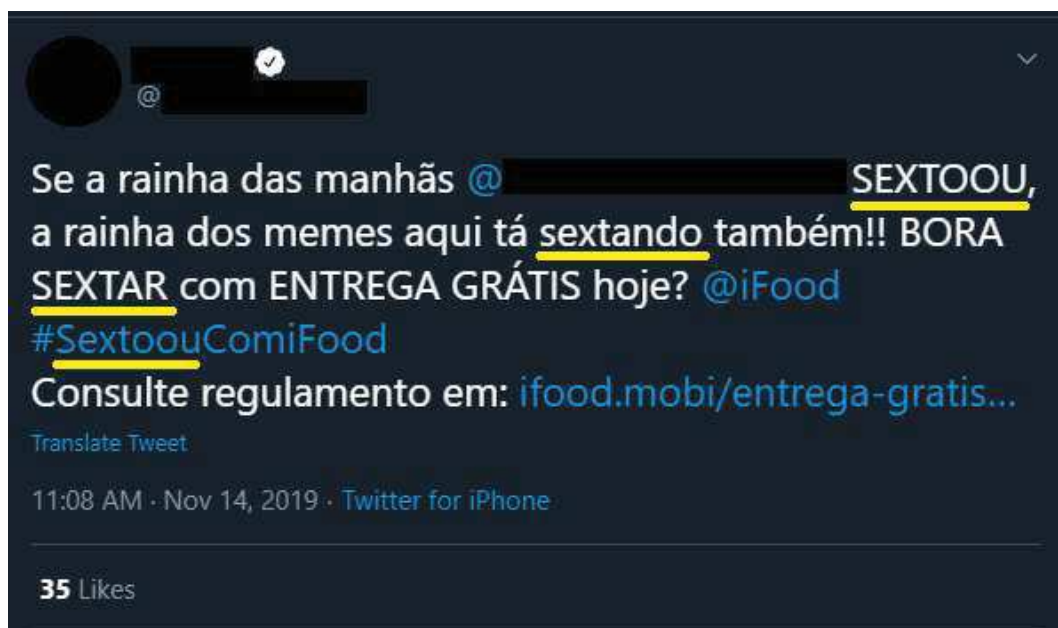 @
Se a rainha das manhãs @ SEXTOOU,
a rainha dos memes aqui tá sextando também!! BORA
SEXTAR com ENTREGA GRÁTIS hoje? @iFood
#SextoouComiFood
Consulte regulamento em: ifood.mobi/entrega-gratis...
Translate Tweet
11:08 AM · Nov 14, 2019 · Twitter for iPhone
35 Likes